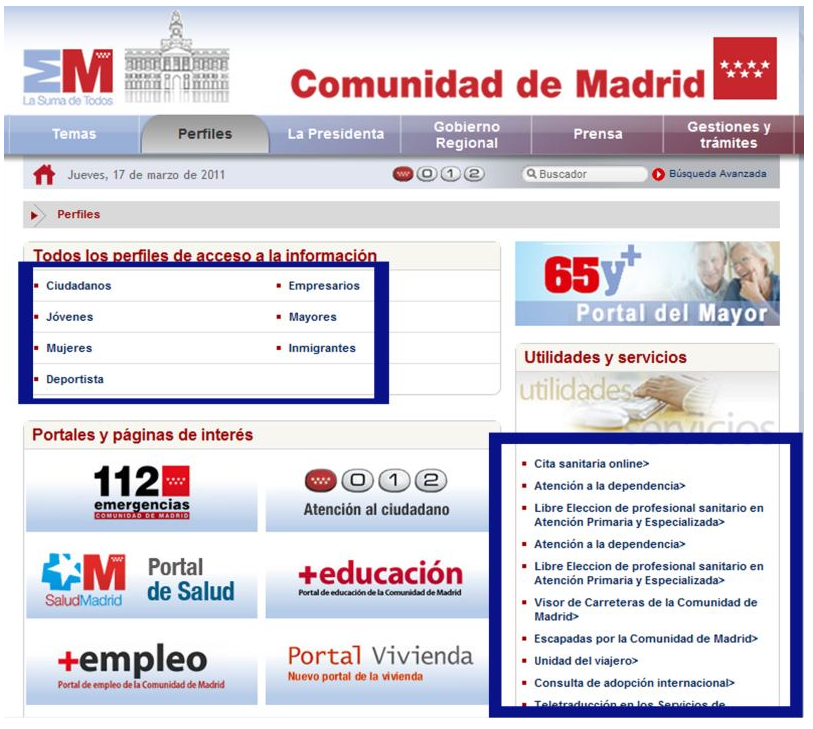 La Suma de Todos
Comunidad de Madrid
Temas
Perfiles
La Presidenta
Gobierno
Regional
Prensa
Gestiones y
trámites
Jueves, 17 de marzo de 2011
012
Buscador
Búsqueda Avanzada
Perfiles
Todos los perfiles de acceso a la información
Ciudadanos
Empresarios
Jóvenes
Mayores
Mujeres
Inmigrantes
Deportista
65y+
Portal del Mayor
Utilidades y servicios
utilidades
servicios
Portales y páginas de interés
112
emergencias
COMUNIDAD DE MADRID
012
Atención al ciudadano
SaludMadrid
Portal
de Salud
+educación
Portal de educación de la Comunidad de Madrid
+empleo
Portal de empleo de la Comunidad de Madrid
Portal Vivienda
Nuevo portal de la vivienda
Cita sanitaria online>
Atención a la dependencia>
Libre Eleccion de profesional sanitario en
Atención Primaria y Especializada>
Atención a la dependencia>
Libre Eleccion de profesional sanitario en
Atención Primaria y Especializada>
Visor de Carreteras de la Comunidad de
Madrid>
Escapadas por la Comunidad de Madrid>
Unidad del viajero>
Consulta de adopción internacional>
Teletraducción en los Servicios de